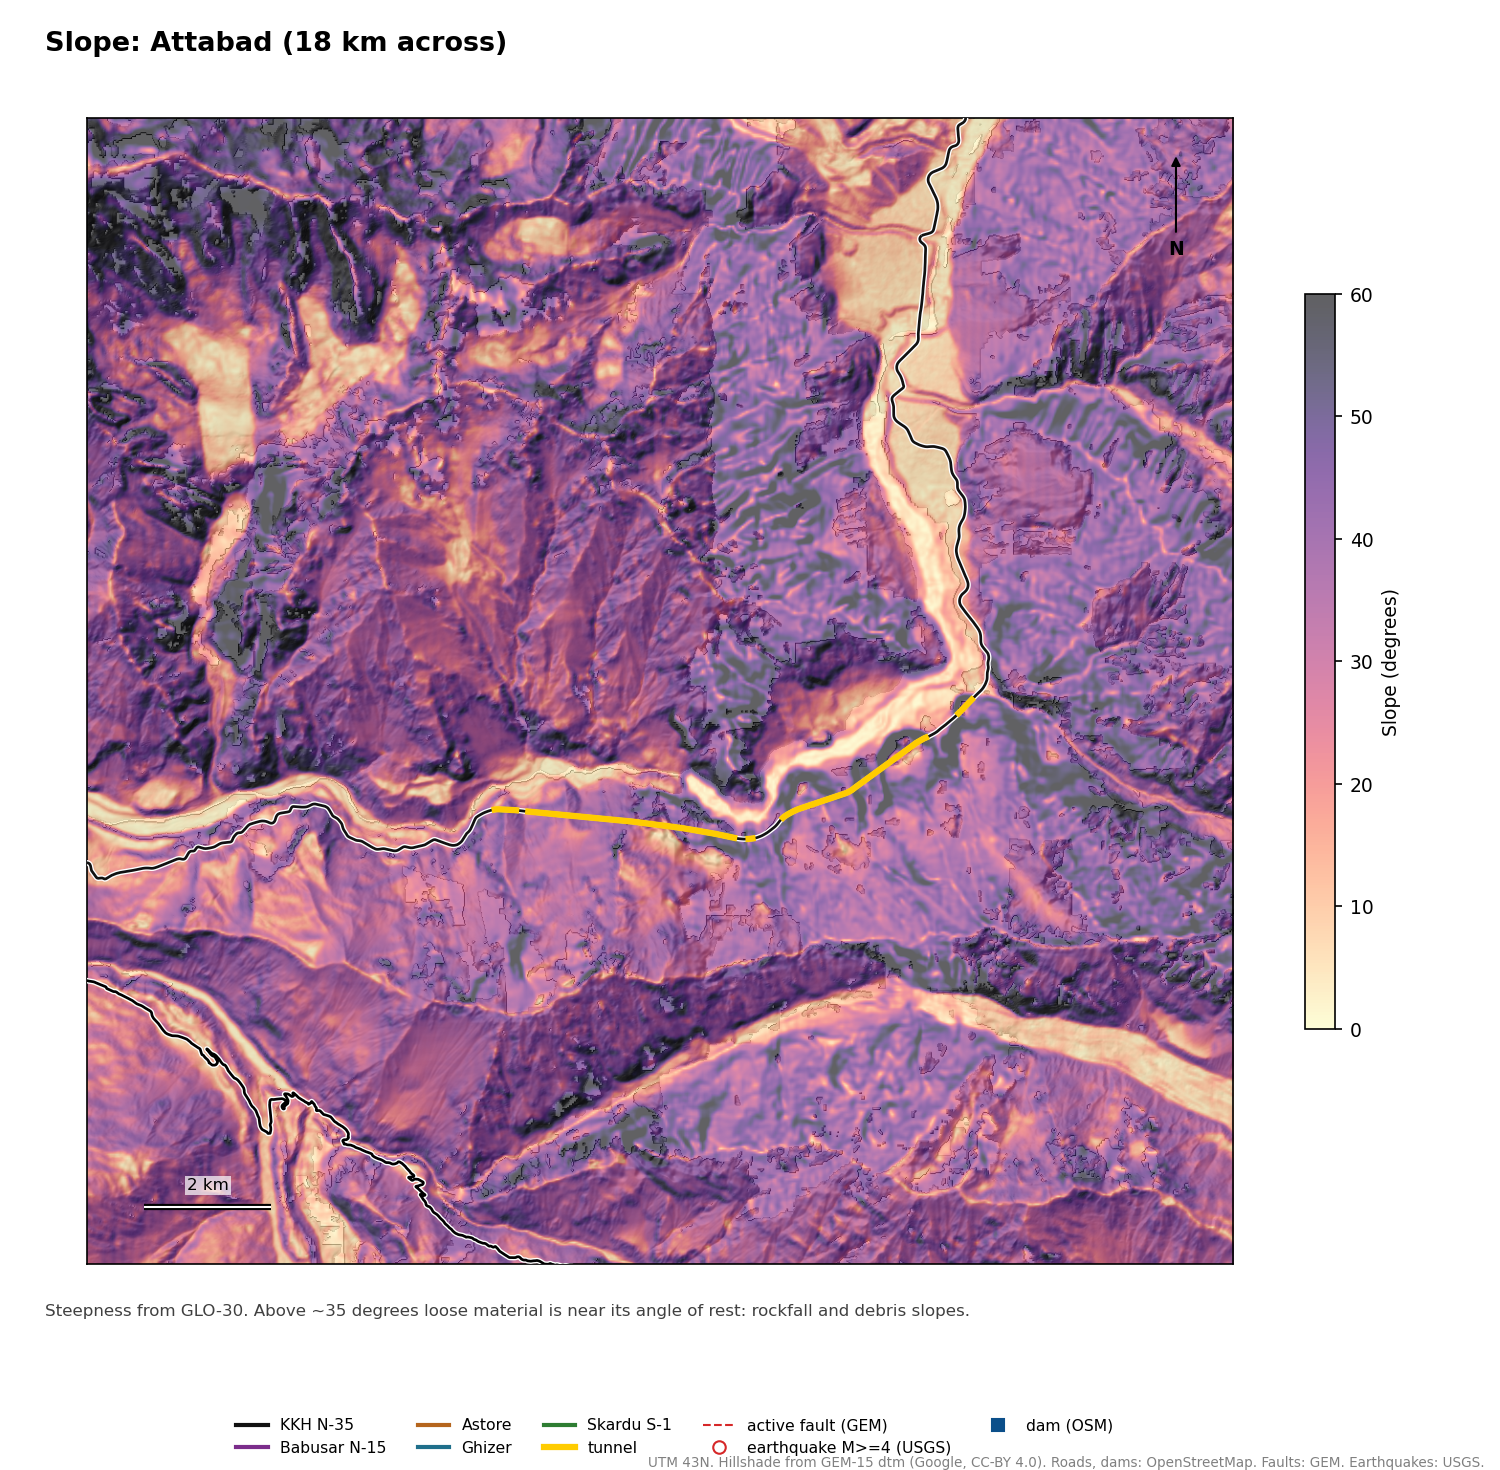 Slope: Attabad (18 km across)
N
60
50
40
30
20
10
0
Slope (degrees)
2 km
Steepness from GLO-30. Above ~35 degrees loose material is near its angle of rest: rockfall and debris slopes.
KKH N-35
Babusar N-15
Astore
Ghizer
Skardu S-1
tunnel
active fault (GEM)
earthquake M>=4 (USGS)
dam (OSM)
UTM 43N. Hillshade from GEM-15 dtm (Google, CC-BY 4.0). Roads, dams: OpenStreetMap. Faults: GEM. Earthquakes: USGS.